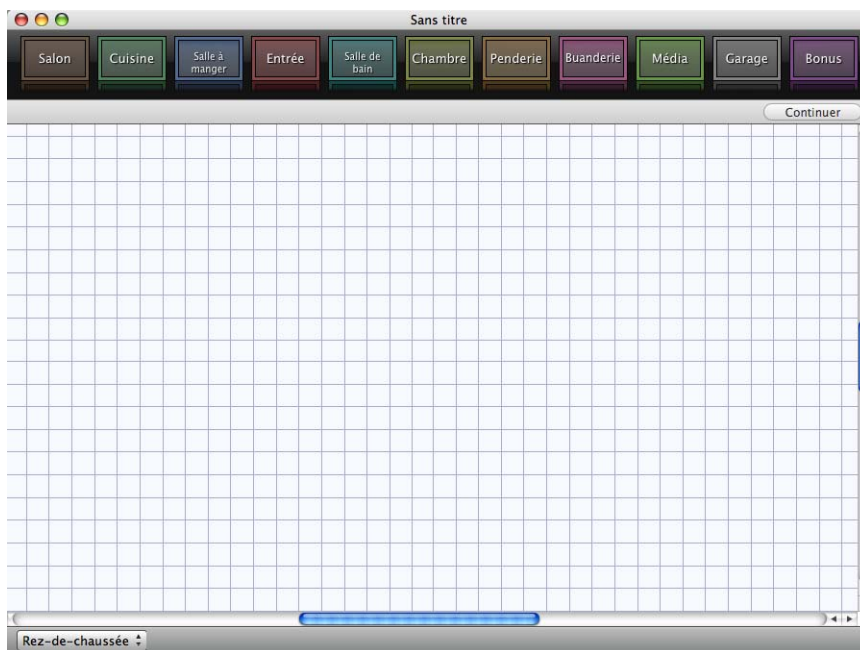 Sans titre
Salon
Cuisine
Salle à
manger
Entrée
Salle de
bain
Chambre
Penderie
Buanderie
Média
Garage
Bonus
Continuer
Rez-de-chaussée